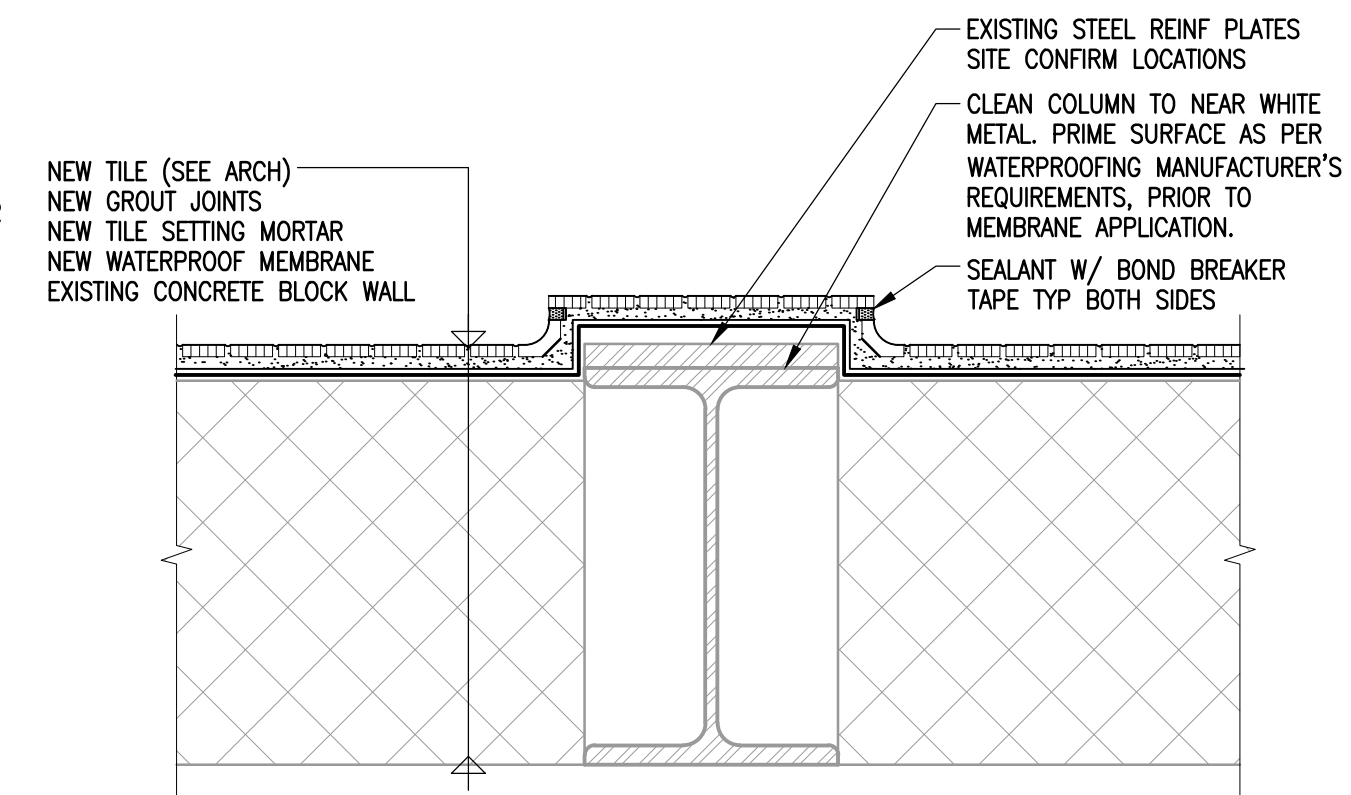 NEW TILE (SEE ARCH)
NEW GROUT JOINTS
NEW TILE SETTING MORTAR
NEW WATERPROOF MEMBRANE
EXISTING CONCRETE BLOCK WALL
EXISTING STEEL REINF PLATES
SITE CONFIRM LOCATIONS
CLEAN COLUMN TO NEAR WHITE
METAL. PRIME SURFACE AS PER
WATERPROOFING MANUFACTURER'S
REQUIREMENTS, PRIOR TO
MEMBRANE APPLICATION.
SEALANT W/ BOND BREAKER
TAPE TYP BOTH SIDES